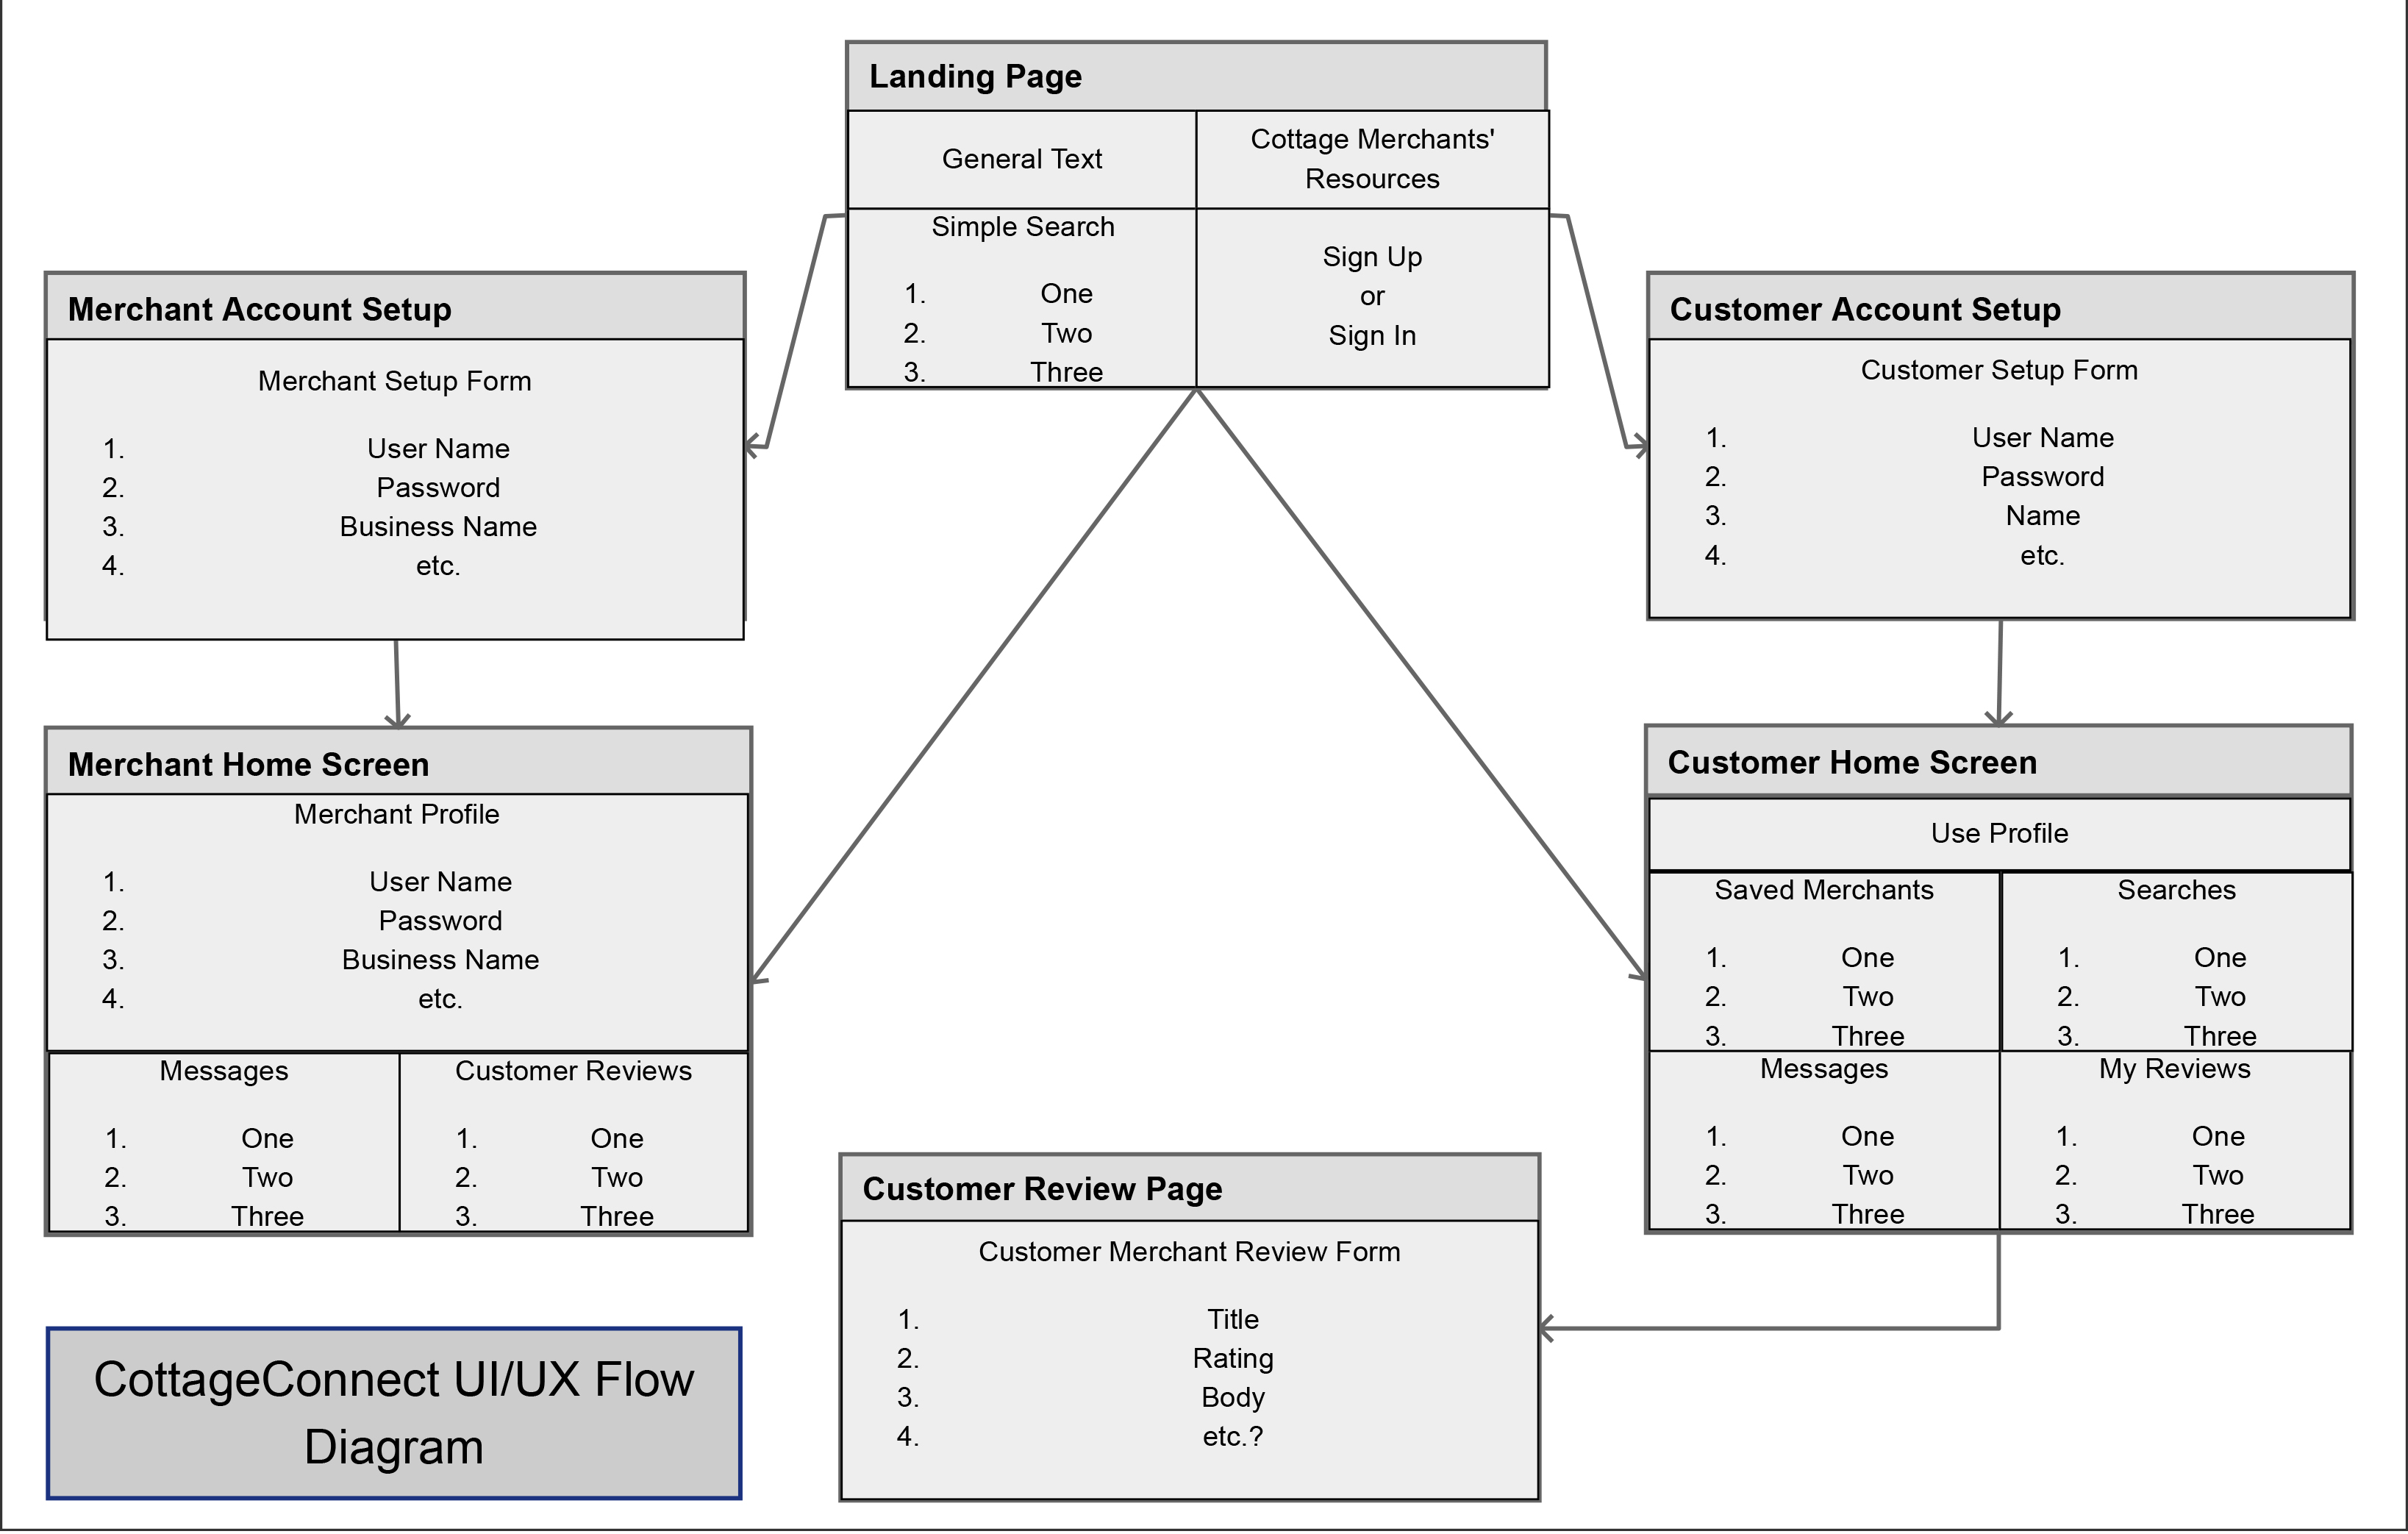 Landing Page
General Text
Cottage Merchants'
Resources
Simple Search
1. One
2. Two
3. Three
Sign Up
or
Sign In
Merchant Account Setup
Merchant Setup Form
1. User Name
2. Password
3. Business Name
4. etc.
Customer Account Setup
Customer Setup Form
1. User Name
2. Password
3. Name
4. etc.
Merchant Home Screen
Merchant Profile
1. User Name
2. Password
3. Business Name
4. etc.
Messages
1. One
2. Two
3. Three
Customer Reviews
1. One
2. Two
3. Three
Customer Home Screen
Use Profile
Saved Merchants
1. One
2. Two
3. Three
Searches
1. One
2. Two
3. Three
Messages
1. One
2. Two
3. Three
My Reviews
1. One
2. Two
3. Three
Customer Review Page
Customer Merchant Review Form
1. Title
2. Rating
3. Body
4. etc.?
CottageConnect UI/UX Flow
Diagram